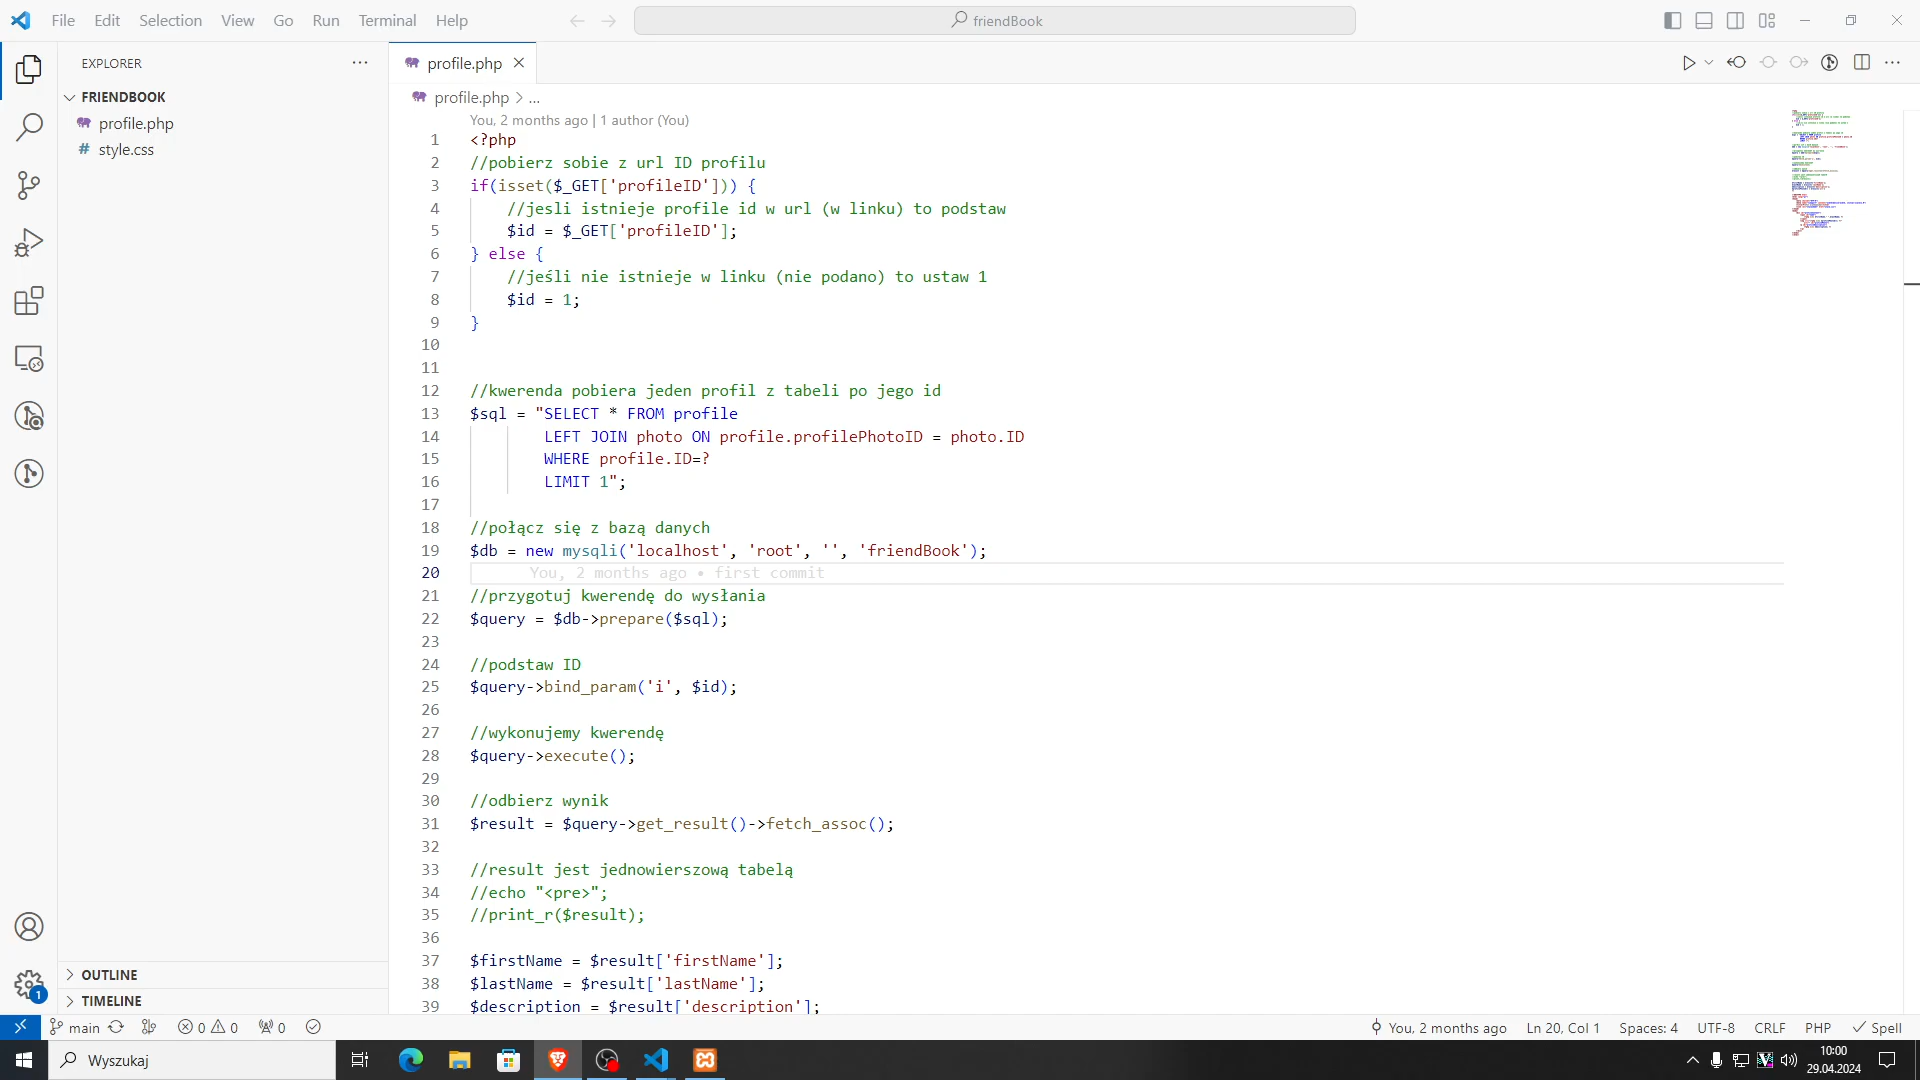 File Edit Selection View Go Run Terminal Help
friendBook
EXPLORER
FRIENDBOOK
profile.php
style.css
OUTLINE
TIMELINE
profile.php
profile.php > ...
You, 2 months ago | 1 author (You)
1 <?php
2 //pobierz sobie z url ID profilu
3 if(isset($_GET['profileID'])) {
4 //jesli istnieje profile id w url (w linku) to podstaw
5 $id = $_GET['profileID'];
6 } else {
7 //jeśli nie istnieje w linku (nie podano) to ustaw 1
8 $id = 1;
9 }
10
11
12 //kwerenda pobiera jeden profil z tabeli po jego id
13 $sql = "SELECT * FROM profile
14 LEFT JOIN photo ON profile.profilePhotoID = photo.ID
15 WHERE profile.ID=?
16 LIMIT 1";
17
18 //połącz się z bazą danych
19 $db = new mysqli('localhost', 'root', '', 'friendBook');
20 You, 2 months ago • first commit
21 //przygotuj kwerendę do wysłania
22 $query = $db->prepare($sql);
23
24 //podstaw ID
25 $query->bind_param('i', $id);
26
27 //wykonujemy kwerendę
28 $query->execute();
29
30 //odbierz wynik
31 $result = $query->get_result()->fetch_assoc();
32
33 //result jest jednowierszową tabelą
34 //echo "<pre>";
35 //print_r($result);
36
37 $firstName = $result['firstName'];
38 $lastName = $result['lastName'];
39 $description = $result['description'];
1
main 0 0 0 You, 2 months ago Ln 20, Col 1 Spaces: 4 UTF-8 CRLF PHP Spell
Wyszukaj
10:00
29.04.2024